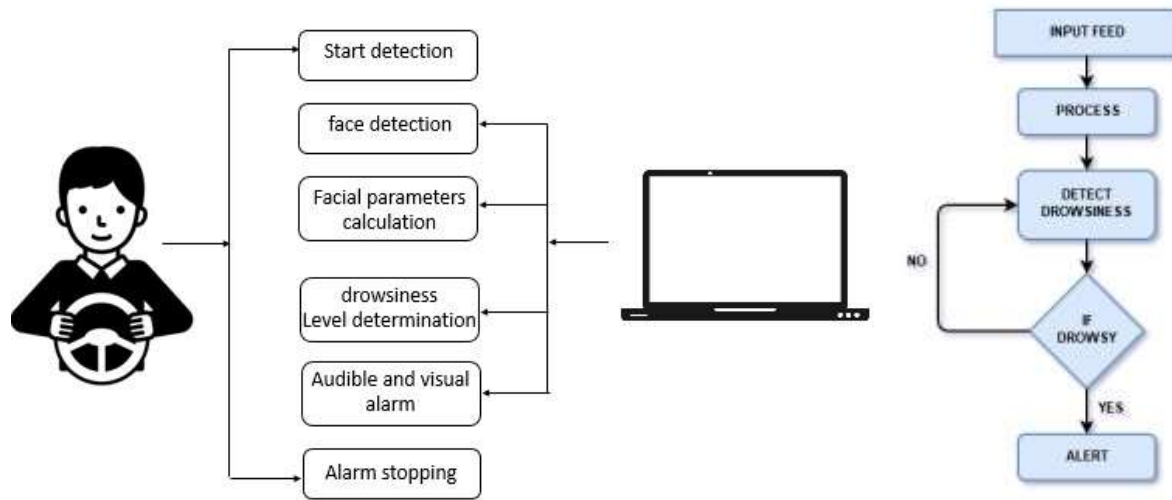 Start detection
face detection
Facial parameters
calculation
drowsiness
Level determination
Audible and visual
alarm
Alarm stopping
INPUT FEED
PROCESS
DETECT
DROWSINESS
NO
IF
DROWSY
YES
ALERT